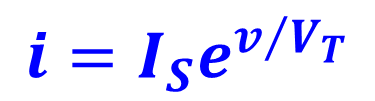 𝒊 = 𝑰_𝑺 𝒆^{𝒗/𝑽_𝑻}